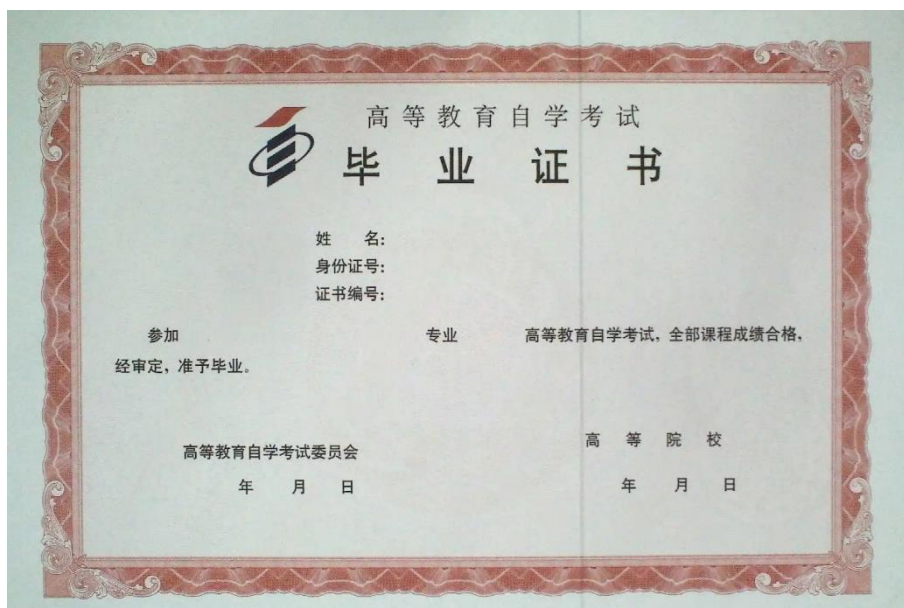 高等教育自学考试
毕业证书
姓 名:
身份证号:
证书编号:
参加 专业 高等教育自学考试，全部课程成绩合格，
经审定，准予毕业。
高等教育自学考试委员会 高等院校
年 月 日 年 月 日